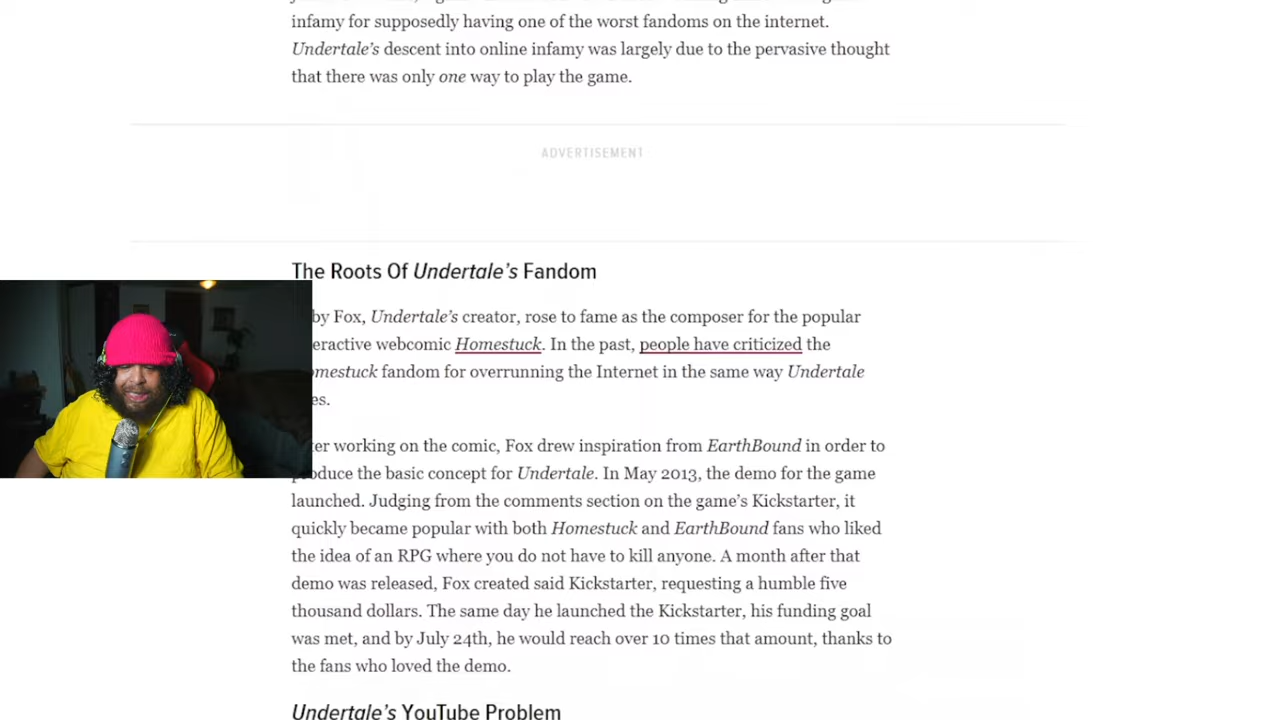 infamy for supposedly having one of the worst fandoms on the internet.
Undertale’s descent into online infamy was largely due to the pervasive thought
that there was only one way to play the game.
ADVERTISEMENT
The Roots Of Undertale’s Fandom
by Fox, Undertale’s creator, rose to fame as the composer for the popular
eractive webcomic Homestuck. In the past, people have criticized the
mestuck fandom for overrunning the Internet in the same way Undertale
es.
er working on the comic, Fox drew inspiration from EarthBound in order to
produce the basic concept for Undertale. In May 2013, the demo for the game
launched. Judging from the comments section on the game’s Kickstarter, it
quickly became popular with both Homestuck and EarthBound fans who liked
the idea of an RPG where you do not have to kill anyone. A month after that
demo was released, Fox created said Kickstarter, requesting a humble five
thousand dollars. The same day he launched the Kickstarter, his funding goal
was met, and by July 24th, he would reach over 10 times that amount, thanks to
the fans who loved the demo.
Undertale’s YouTube Problem